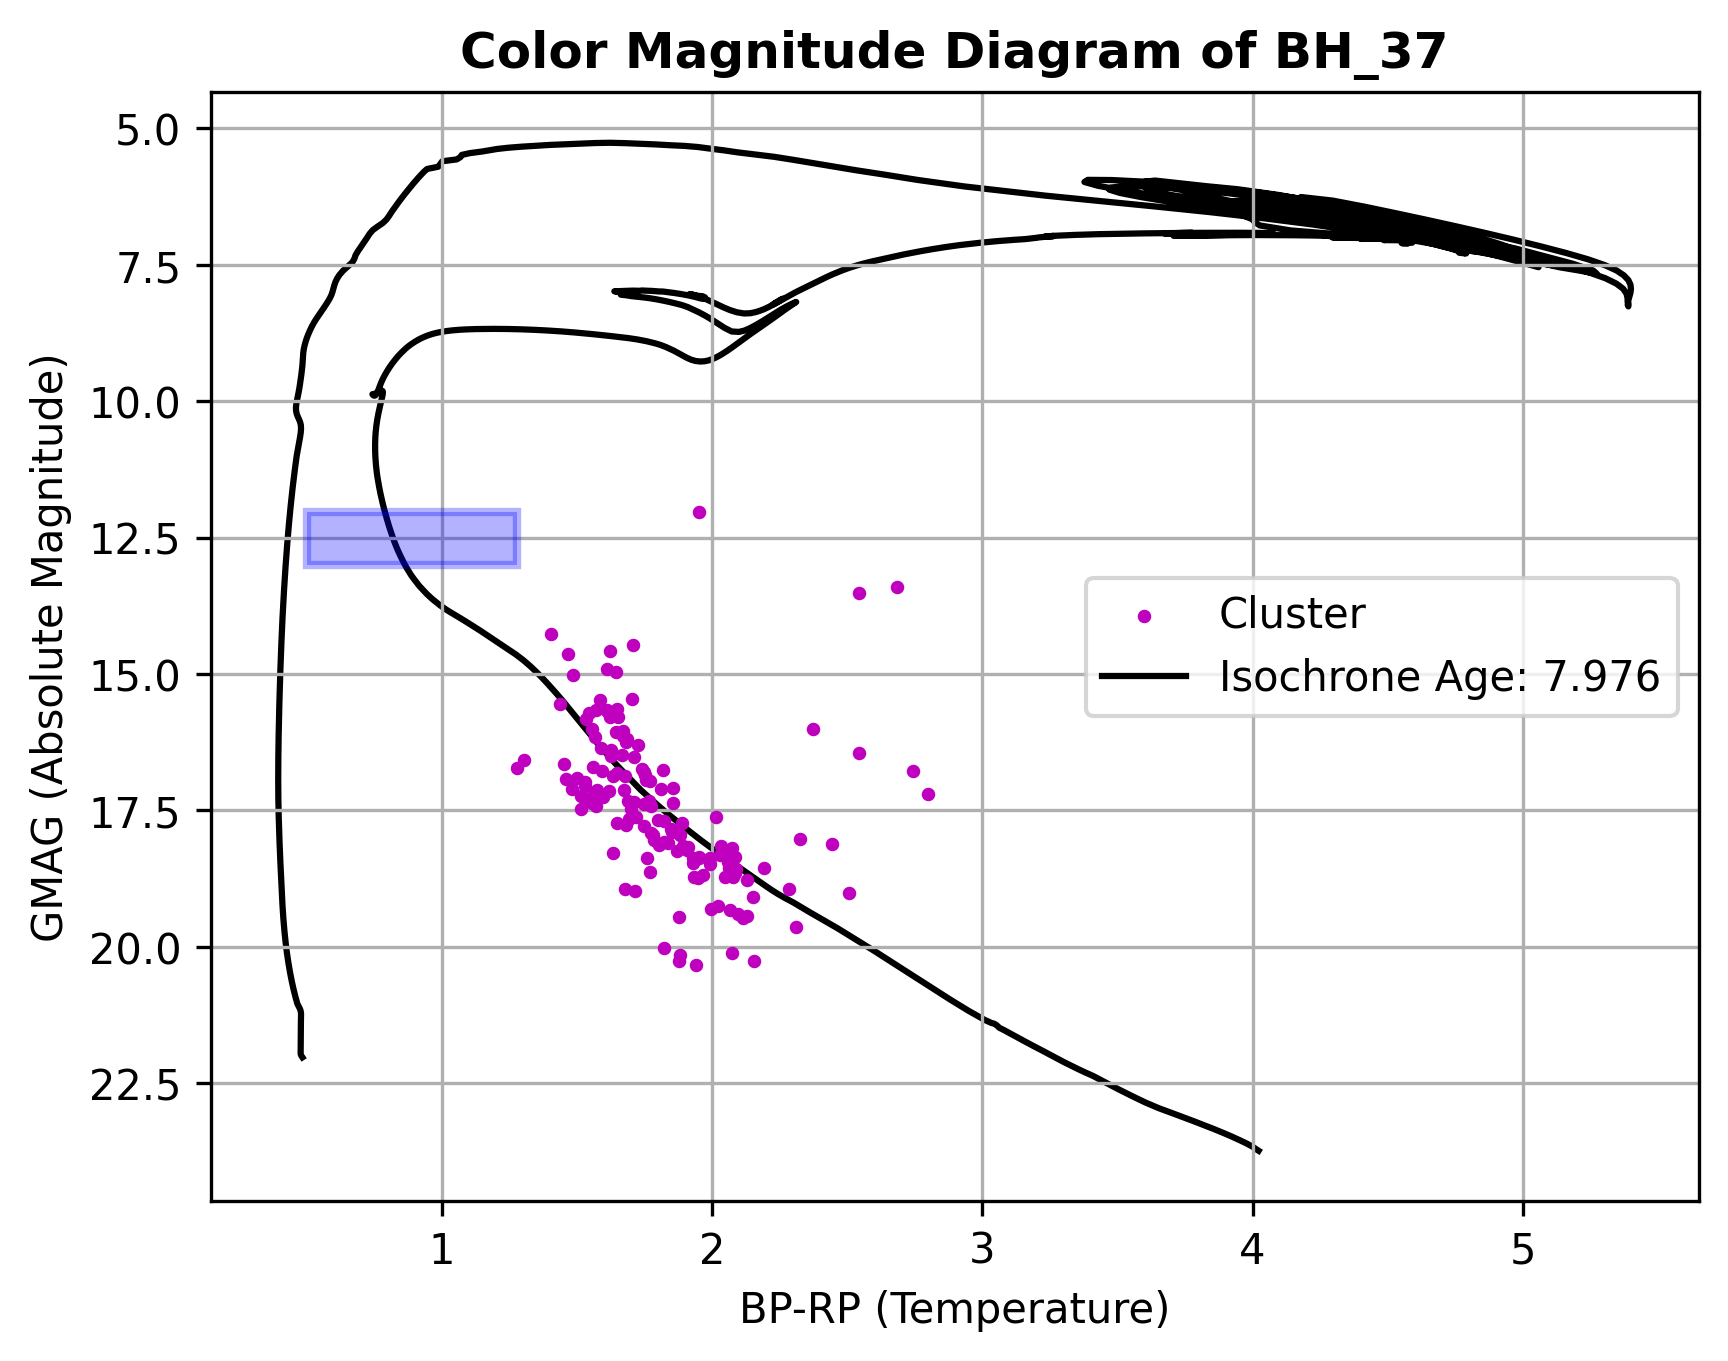 Color Magnitude Diagram of BH_37
5.0
7.5
10.0
12.5
15.0
17.5
20.0
22.5
GMAG (Absolute Magnitude)
Cluster
Isochrone Age: 7.976
1 2 3 4 5
BP-RP (Temperature)